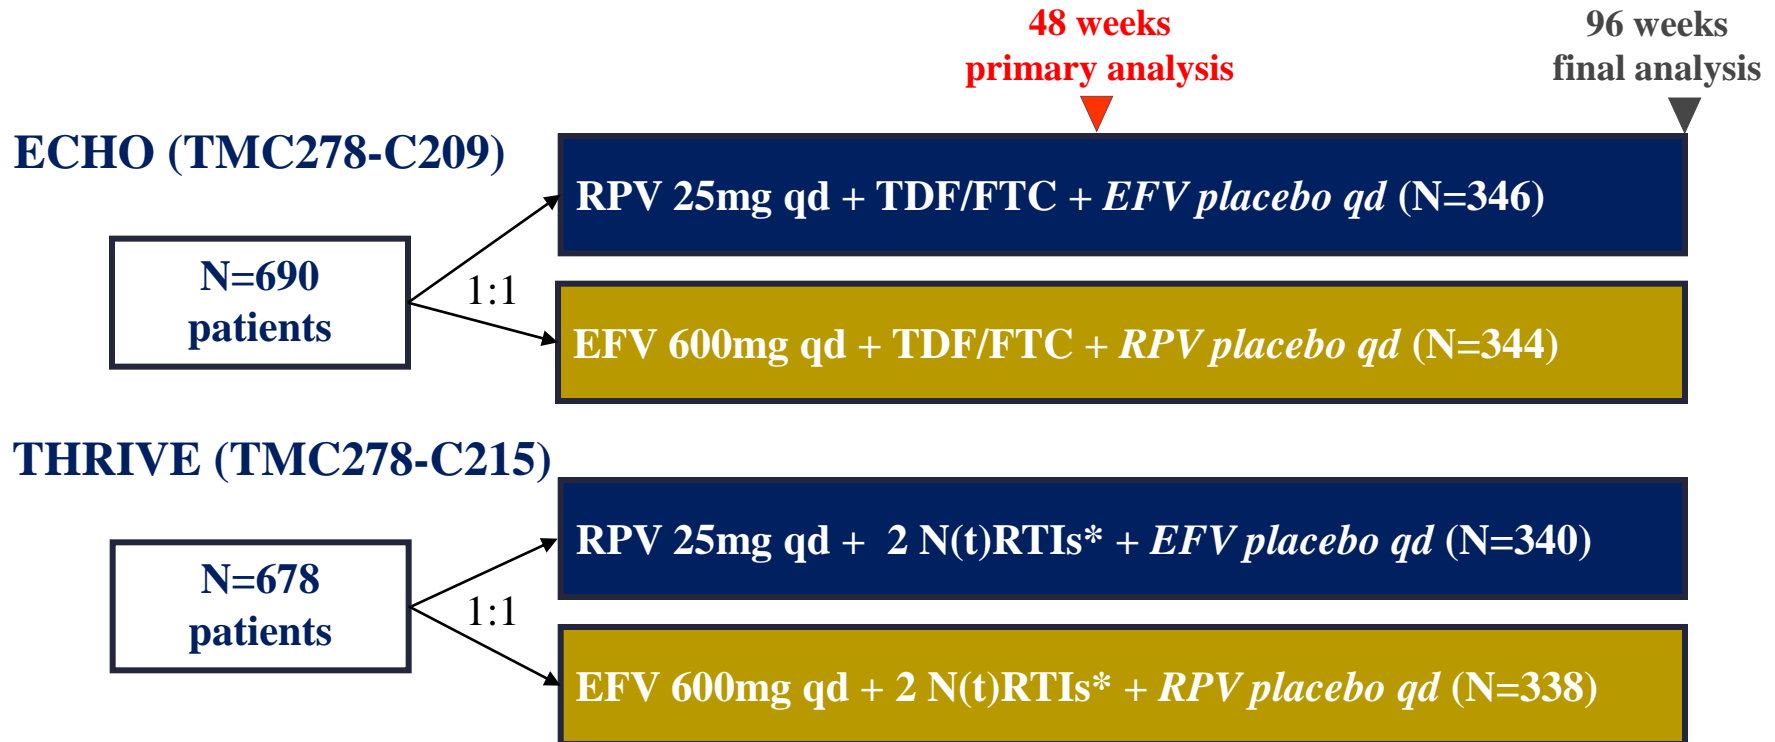 48 weeks
primary analysis
96 weeks
final analysis
ECHO (TMC278-C209)
N=690
patients
1:1
RPV 25mg qd + TDF/FTC + EFV placebo qd (N=346)
EFV 600mg qd + TDF/FTC + RPV placebo qd (N=344)
THRIVE (TMC278-C215)
N=678
patients
1:1
RPV 25mg qd + 2 N(t)RTIs* + EFV placebo qd (N=340)
EFV 600mg qd + 2 N(t)RTIs* + RPV placebo qd (N=338)